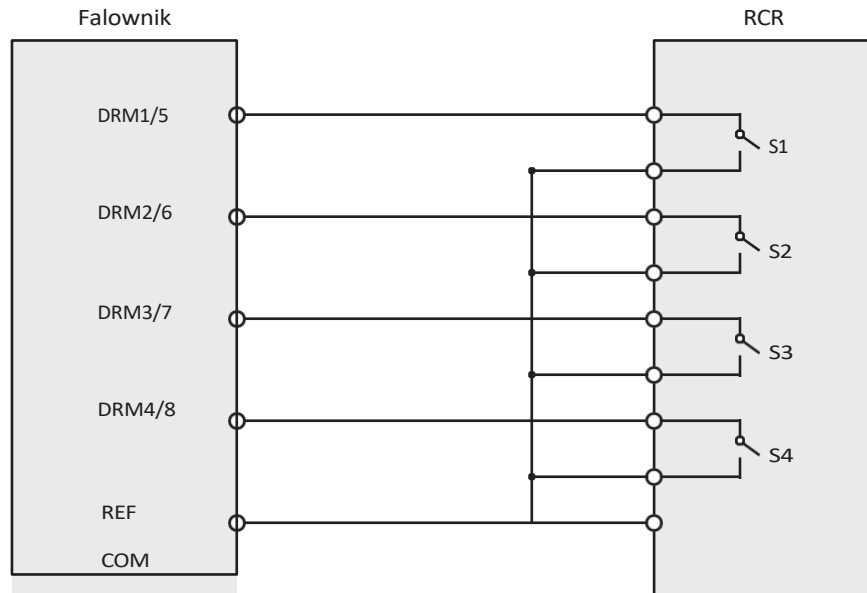 Falownik
RCR
DRM1/5
S1
DRM2/6
S2
DRM3/7
S3
DRM4/8
S4
REF
COM